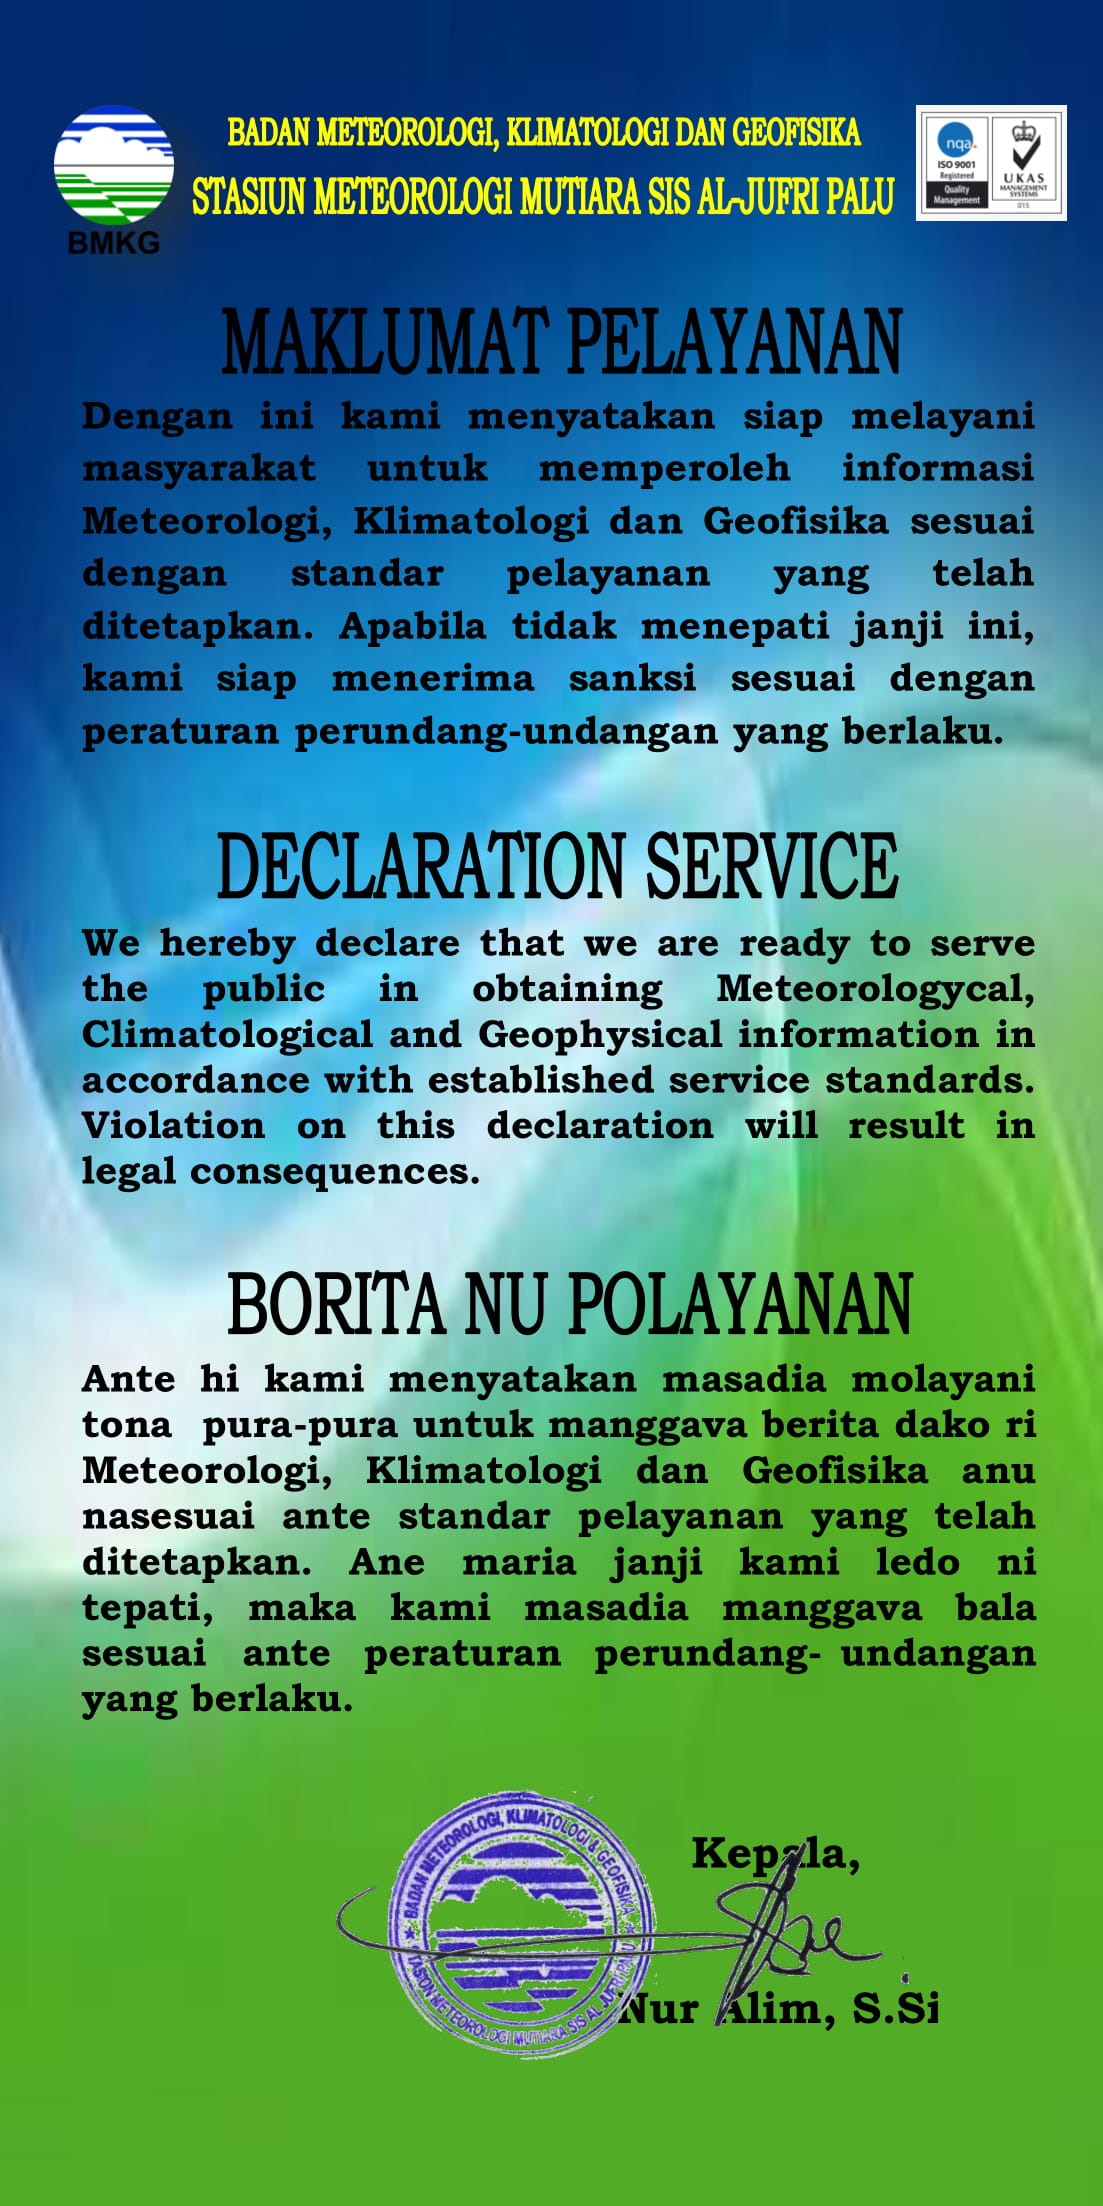 BMKG
BADAN METEOROLOGI, KLIMATOLOGI DAN GEOFISIKA
STASIUN METEOROLOGI MUTIARA SIS AL-JUFRI PALU
nqa.
ISO 9001
Registered
Quality
Management
UKAS
MANAGEMENT
SYSTEMS
015
MAKLUMAT PELAYANAN
Dengan ini kami menyatakan siap melayani
masyarakat untuk memperoleh informasi
Meteorologi, Klimatologi dan Geofisika sesuai
dengan standar pelayanan yang telah
ditetapkan. Apabila tidak menepati janji ini,
kami siap menerima sanksi sesuai dengan
peraturan perundang-undangan yang berlaku.
DECLARATION SERVICE
We hereby declare that we are ready to serve
the public in obtaining Meteorologycal,
Climatological and Geophysical information in
accordance with established service standards.
Violation on this declaration will result in
legal consequences.
BORITA NU POLAYANAN
Ante hi kami menyatakan masadia molayani
tona pura-pura untuk manggava berita dako ri
Meteorologi, Klimatologi dan Geofisika anu
nasesuai ante standar pelayanan yang telah
ditetapkan. Ane maria janji kami ledo ni
tepati, maka kami masadia manggava bala
sesuai ante peraturan perundang- undangan
yang berlaku.
Kepala,
BADAN METEOROLOGI, KLIMATOLOGI & GEOFISIKA
TASION METEOROLOGI MUTIARA SIS AL JUFRI PALU
Nur Alim, S.Si